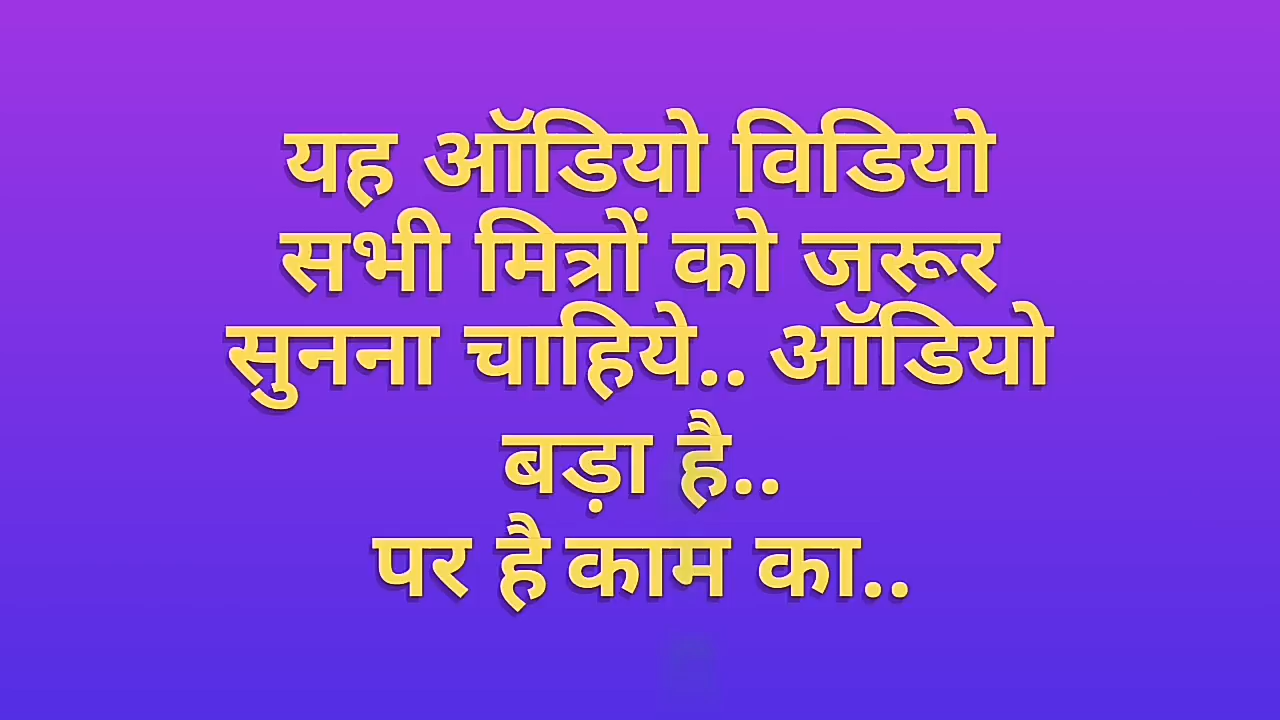 यह ऑडियो विडियो
सभी मित्रों को जरूर
सुनना चाहिये.. ऑडियो
बड़ा है..
पर है काम का..